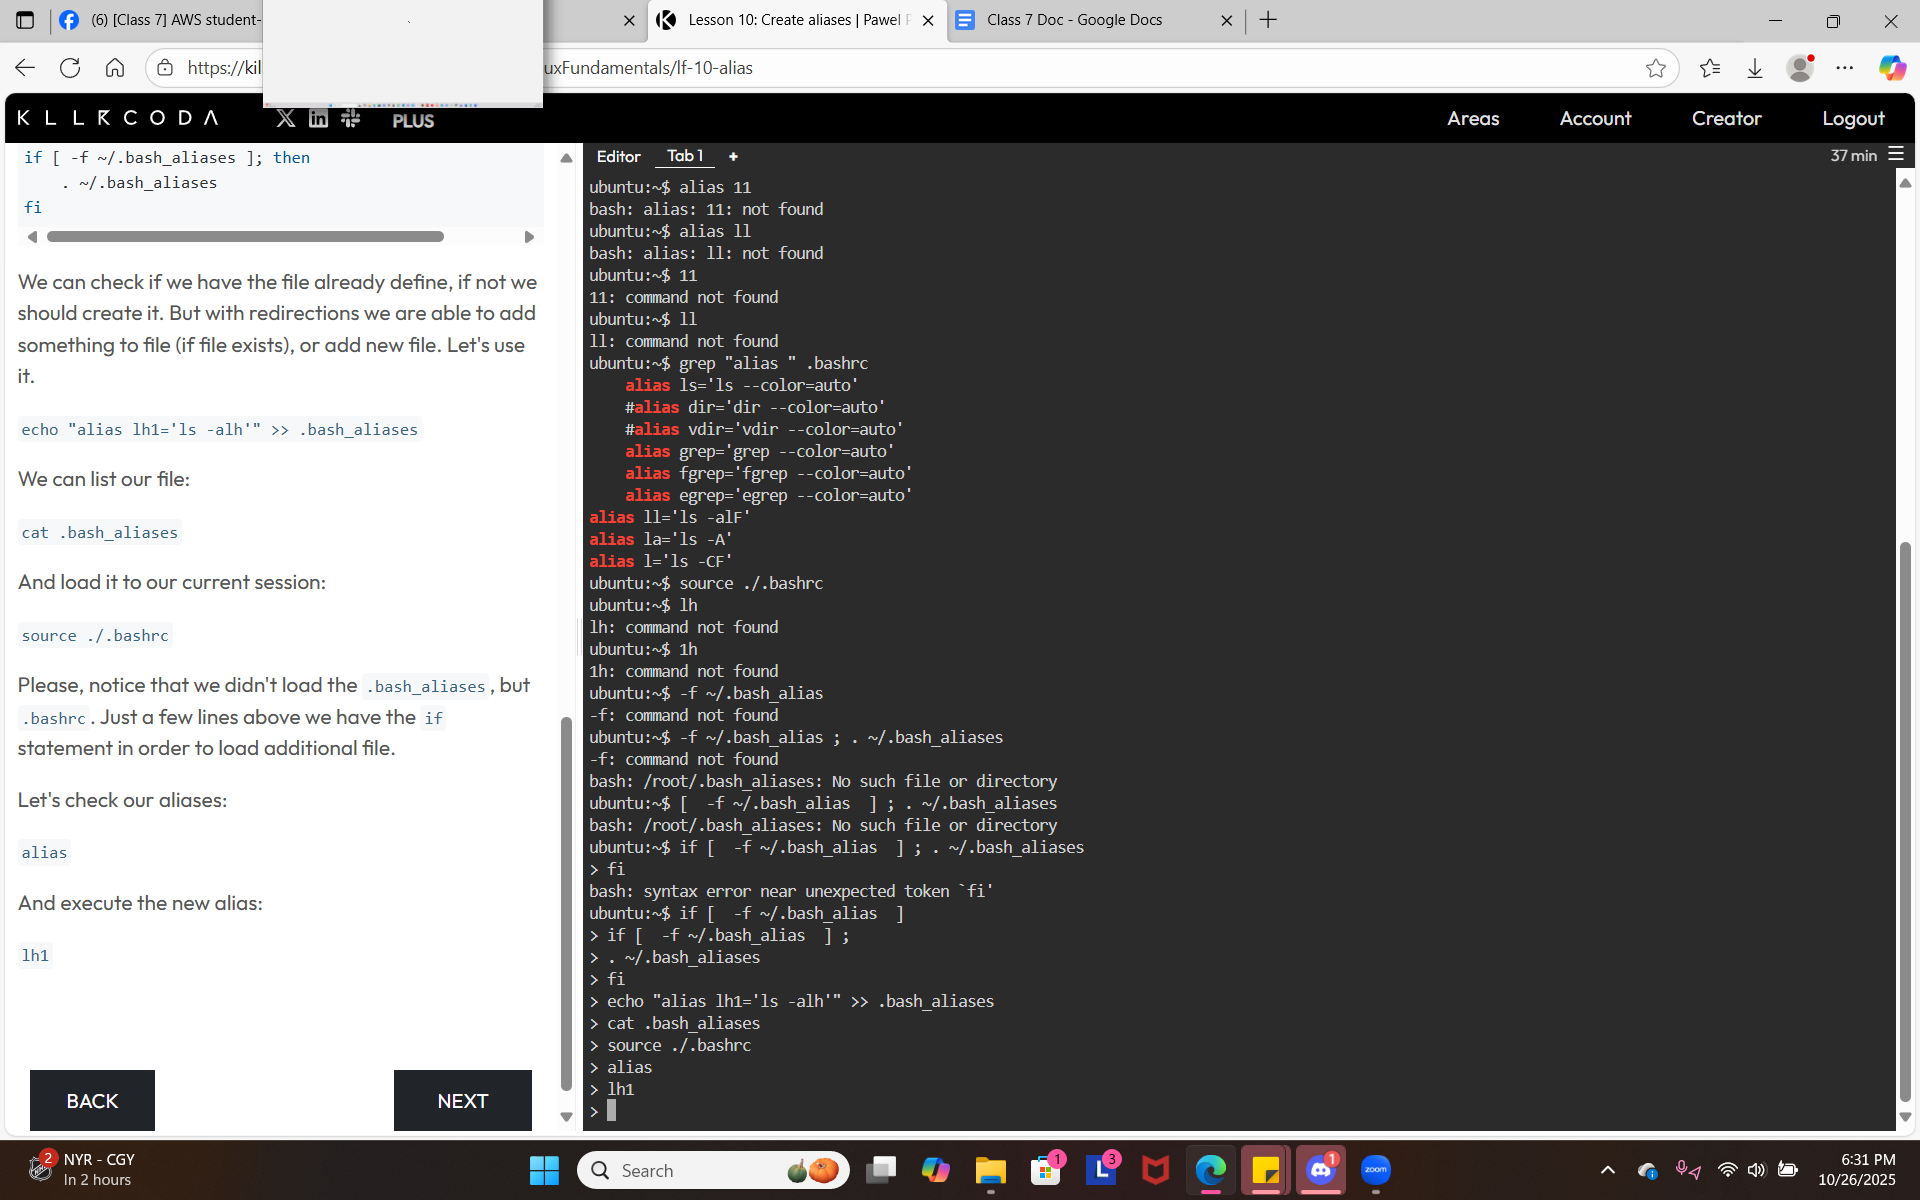 (6) [Class 7] AWS student-
Lesson 10: Create aliases | Pawel P
Class 7 Doc - Google Docs
https://kil
uxFundamentals/lf-10-alias
KLLRCODA
PLUS
Areas
Account
Creator
Logout
if [ -f ~/.bash_aliases ]; then
. ~/.bash_aliases
fi
We can check if we have the file already define, if not we
should create it. But with redirections we are able to add
something to file (if file exists), or add new file. Let's use
it.
echo "alias lh1='ls -alh'" >> .bash_aliases
We can list our file:
cat .bash_aliases
And load it to our current session:
source ./.bashrc
Please, notice that we didn't load the .bash_aliases, but
.bashrc. Just a few lines above we have the if
statement in order to load additional file.
Let's check our aliases:
alias
And execute the new alias:
lh1
BACK
NEXT
Editor
Tab 1
+
37 min
ubuntu:~$ alias 11
bash: alias: 11: not found
ubuntu:~$ alias ll
bash: alias: ll: not found
ubuntu:~$ 11
11: command not found
ubuntu:~$ ll
ll: command not found
ubuntu:~$ grep "alias " .bashrc
alias ls='ls --color=auto'
#alias dir='dir --color=auto'
#alias vdir='vdir --color=auto'
alias grep='grep --color=auto'
alias fgrep='fgrep --color=auto'
alias egrep='egrep --color=auto'
alias ll='ls -alF'
alias la='ls -A'
alias l='ls -CF'
ubuntu:~$ source ./.bashrc
ubuntu:~$ lh
lh: command not found
ubuntu:~$ 1h
1h: command not found
ubuntu:~$ -f ~/.bash_alias
-f: command not found
ubuntu:~$ -f ~/.bash_alias ; . ~/.bash_aliases
-f: command not found
bash: /root/.bash_aliases: No such file or directory
ubuntu:~$ [  -f ~/.bash_alias  ] ; . ~/.bash_aliases
bash: /root/.bash_aliases: No such file or directory
ubuntu:~$ if [  -f ~/.bash_alias  ] ; . ~/.bash_aliases
> fi
bash: syntax error near unexpected token `fi'
ubuntu:~$ if [  -f ~/.bash_alias  ]
> if [  -f ~/.bash_alias  ] ;
> . ~/.bash_aliases
> fi
> echo "alias lh1='ls -alh'" >> .bash_aliases
> cat .bash_aliases
> source ./.bashrc
> alias
> lh1
>
2
NYR - CGY
In 2 hours
Search
1
L
3
1
zoom
6:31 PM
10/26/2025